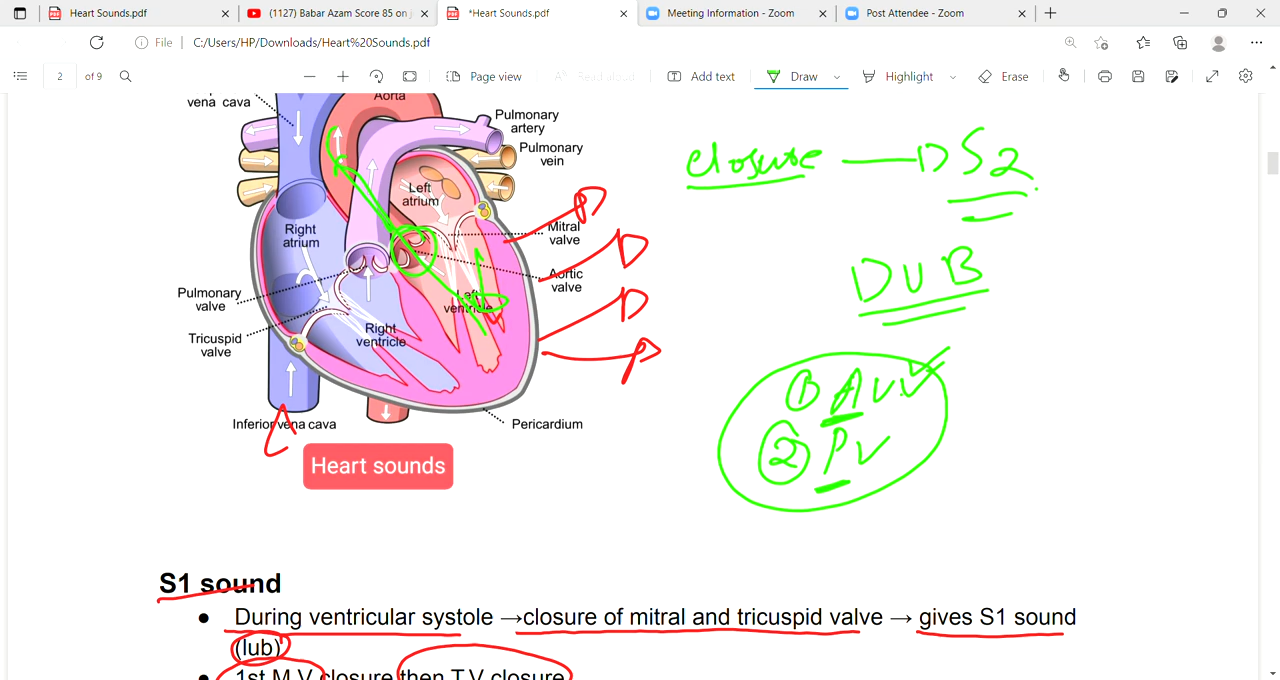 Heart Sounds.pdf
(1127) Babar Azam Score 85 on
*Heart Sounds.pdf
Meeting Information - Zoom
Post Attendee - Zoom
File
C:/Users/HP/Downloads/Heart%20Sounds.pdf
2 of 9
Page view
Read aloud
Add text
Draw
Highlight
Erase
vena cava
Aorta
Pulmonary
artery
Pulmonary
vein
Left
atrium
Right
atrium
Mitral
valve
Aortic
valve
Pulmonary
valve
Left
ventricle
Tricuspid
valve
Right
ventricle
Inferior vena cava
Pericardium
Heart sounds
closure S2
DUB
① A V
② P V
S1 sound
● During ventricular systole →closure of mitral and tricuspid valve → gives S1 sound
(lub)
● 1st M.V closure then T.V closure